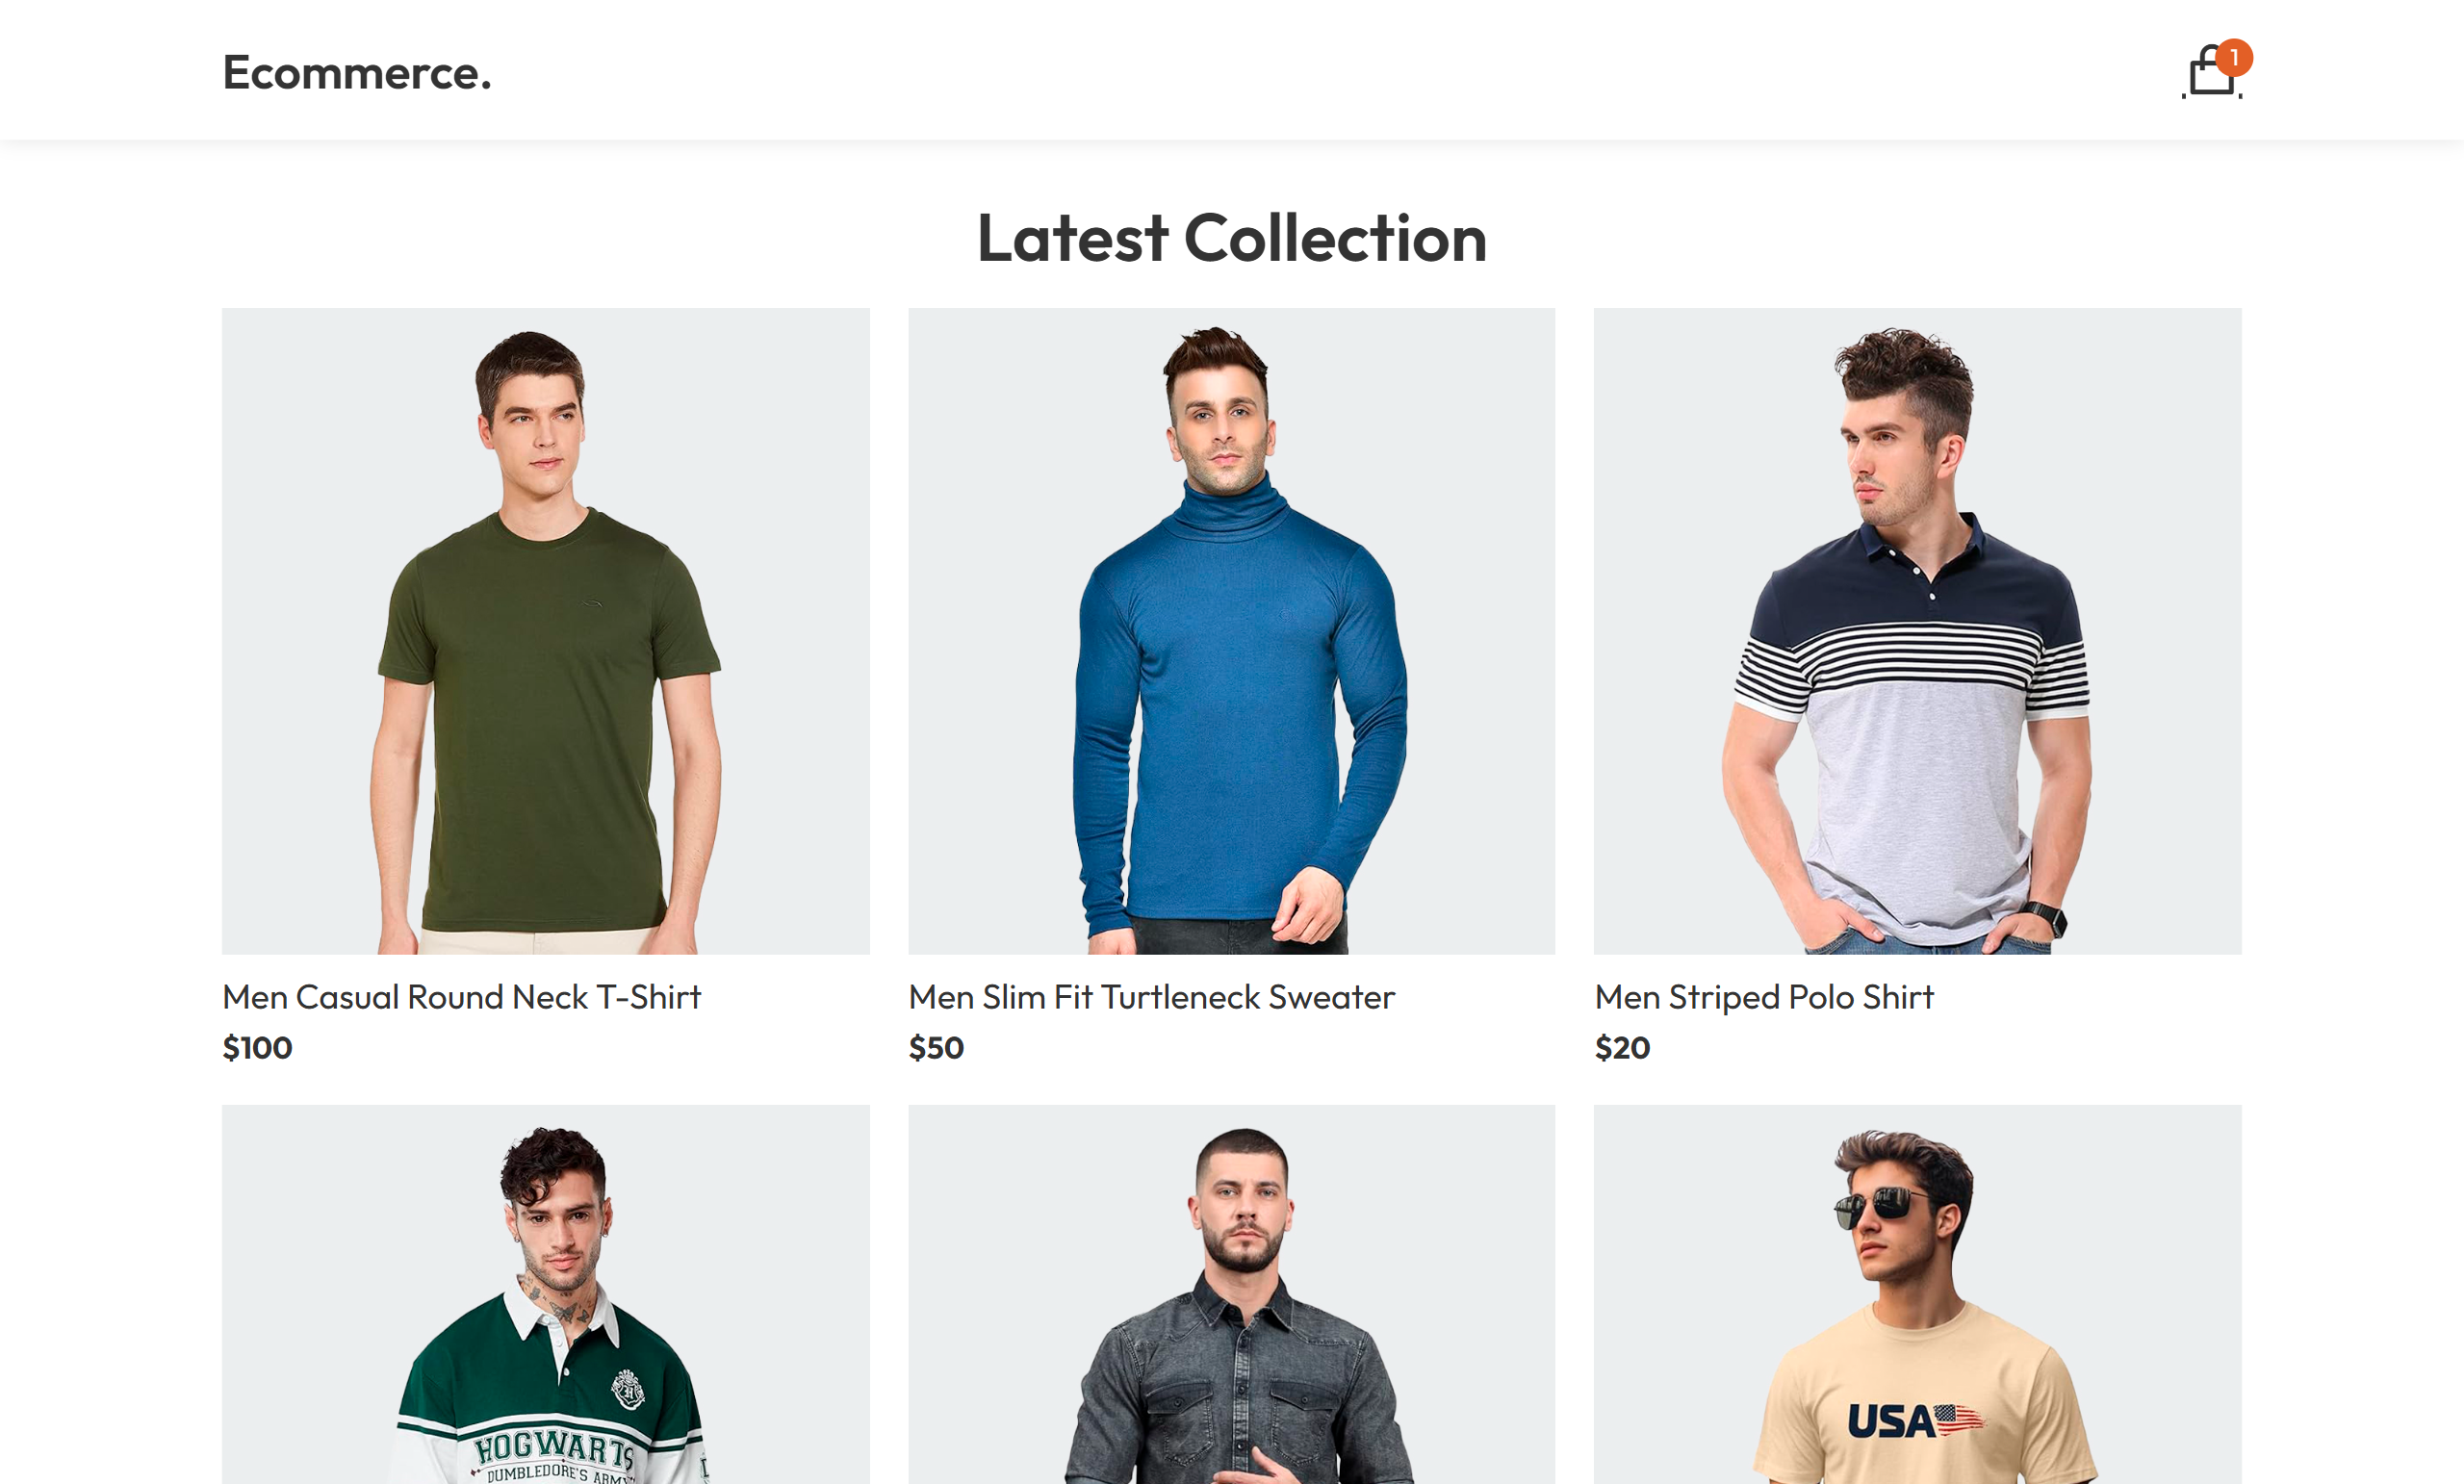 Ecommerce.
1
Latest Collection
Men Casual Round Neck T-Shirt
$100
Men Slim Fit Turtleneck Sweater
$50
Men Striped Polo Shirt
$20
HOGWARTS
DUMBLEDORE'S ARMY
USA